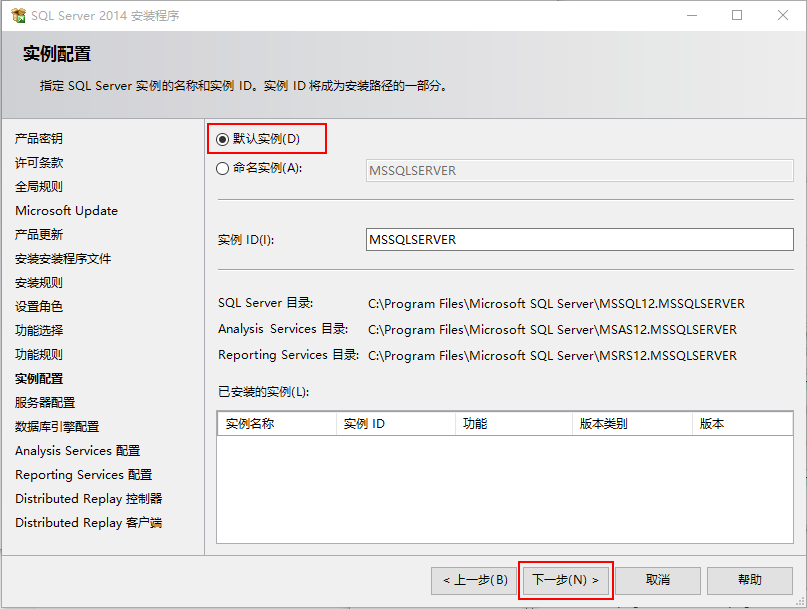 SQL Server 2014 安装程序
实例配置
指定 SQL Server 实例的名称和实例 ID。实例 ID 将成为安装路径的一部分。
产品密钥
许可条款
全局规则
Microsoft Update
产品更新
安装安装程序文件
安装规则
设置角色
功能选择
功能规则
实例配置
服务器配置
数据库引擎配置
Analysis Services 配置
Reporting Services 配置
Distributed Replay 控制器
Distributed Replay 客户端
默认实例(D)
命名实例(A): MSSQLSERVER
实例 ID(I): MSSQLSERVER
SQL Server 目录: C:\Program Files\Microsoft SQL Server\MSSQL12.MSSQLSERVER
Analysis Services 目录: C:\Program Files\Microsoft SQL Server\MSAS12.MSSQLSERVER
Reporting Services 目录: C:\Program Files\Microsoft SQL Server\MSRS12.MSSQLSERVER
已安装的实例(L):
实例名称 实例 ID 功能 版本类别 版本
< 上一步(B) 下一步(N) > 取消 帮助